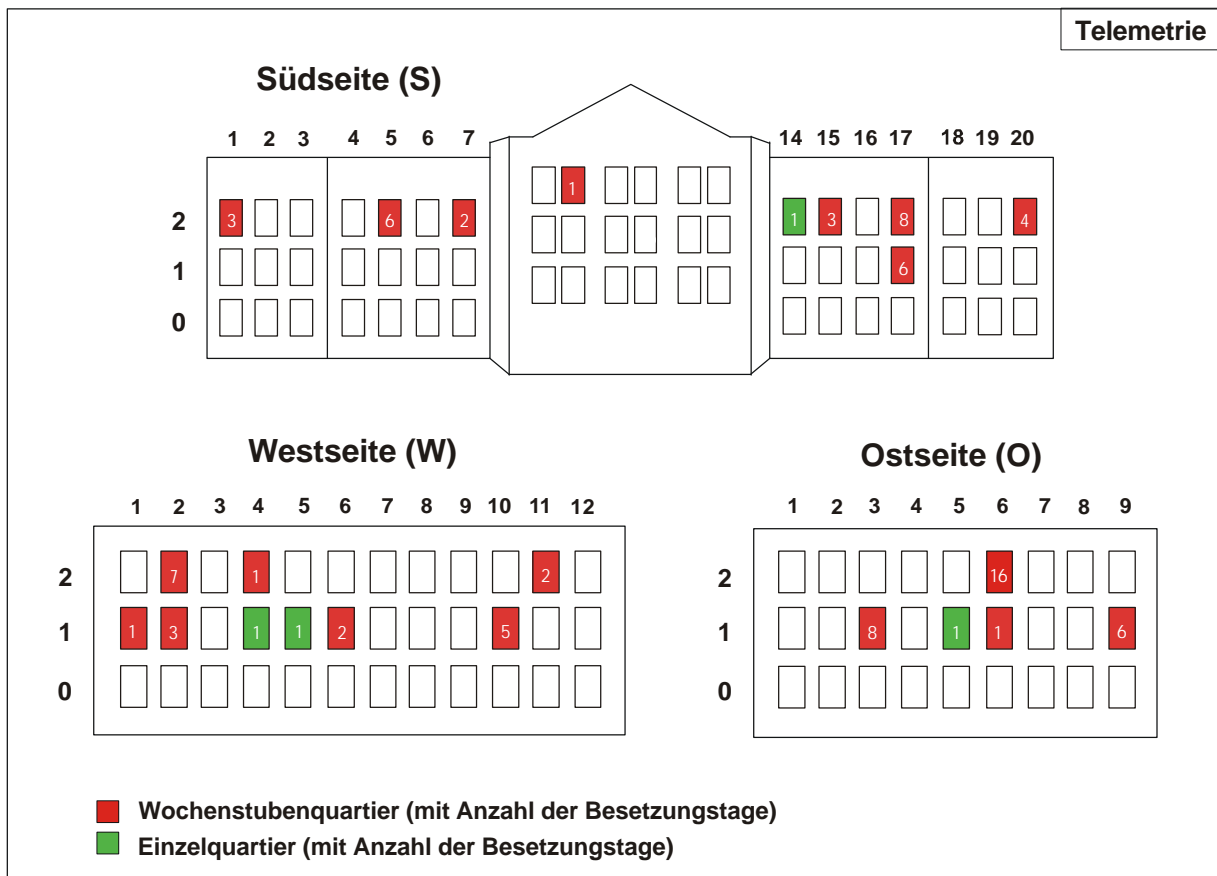 Telemetrie
Südseite (S)
1 2 3 4 5 6 7 14 15 16 17 18 19 20
1
2 3 6 2 1 3 8 4
1 6
0
Westseite (W)
1 2 3 4 5 6 7 8 9 10 11 12
2 7 1 2
1 1 3 1 1 2 5
0
Ostseite (O)
1 2 3 4 5 6 7 8 9
2 16
1 8 1 1 6
0
Wochenstubenquartier (mit Anzahl der Besetzungstage)
Einzelquartier (mit Anzahl der Besetzungstage)